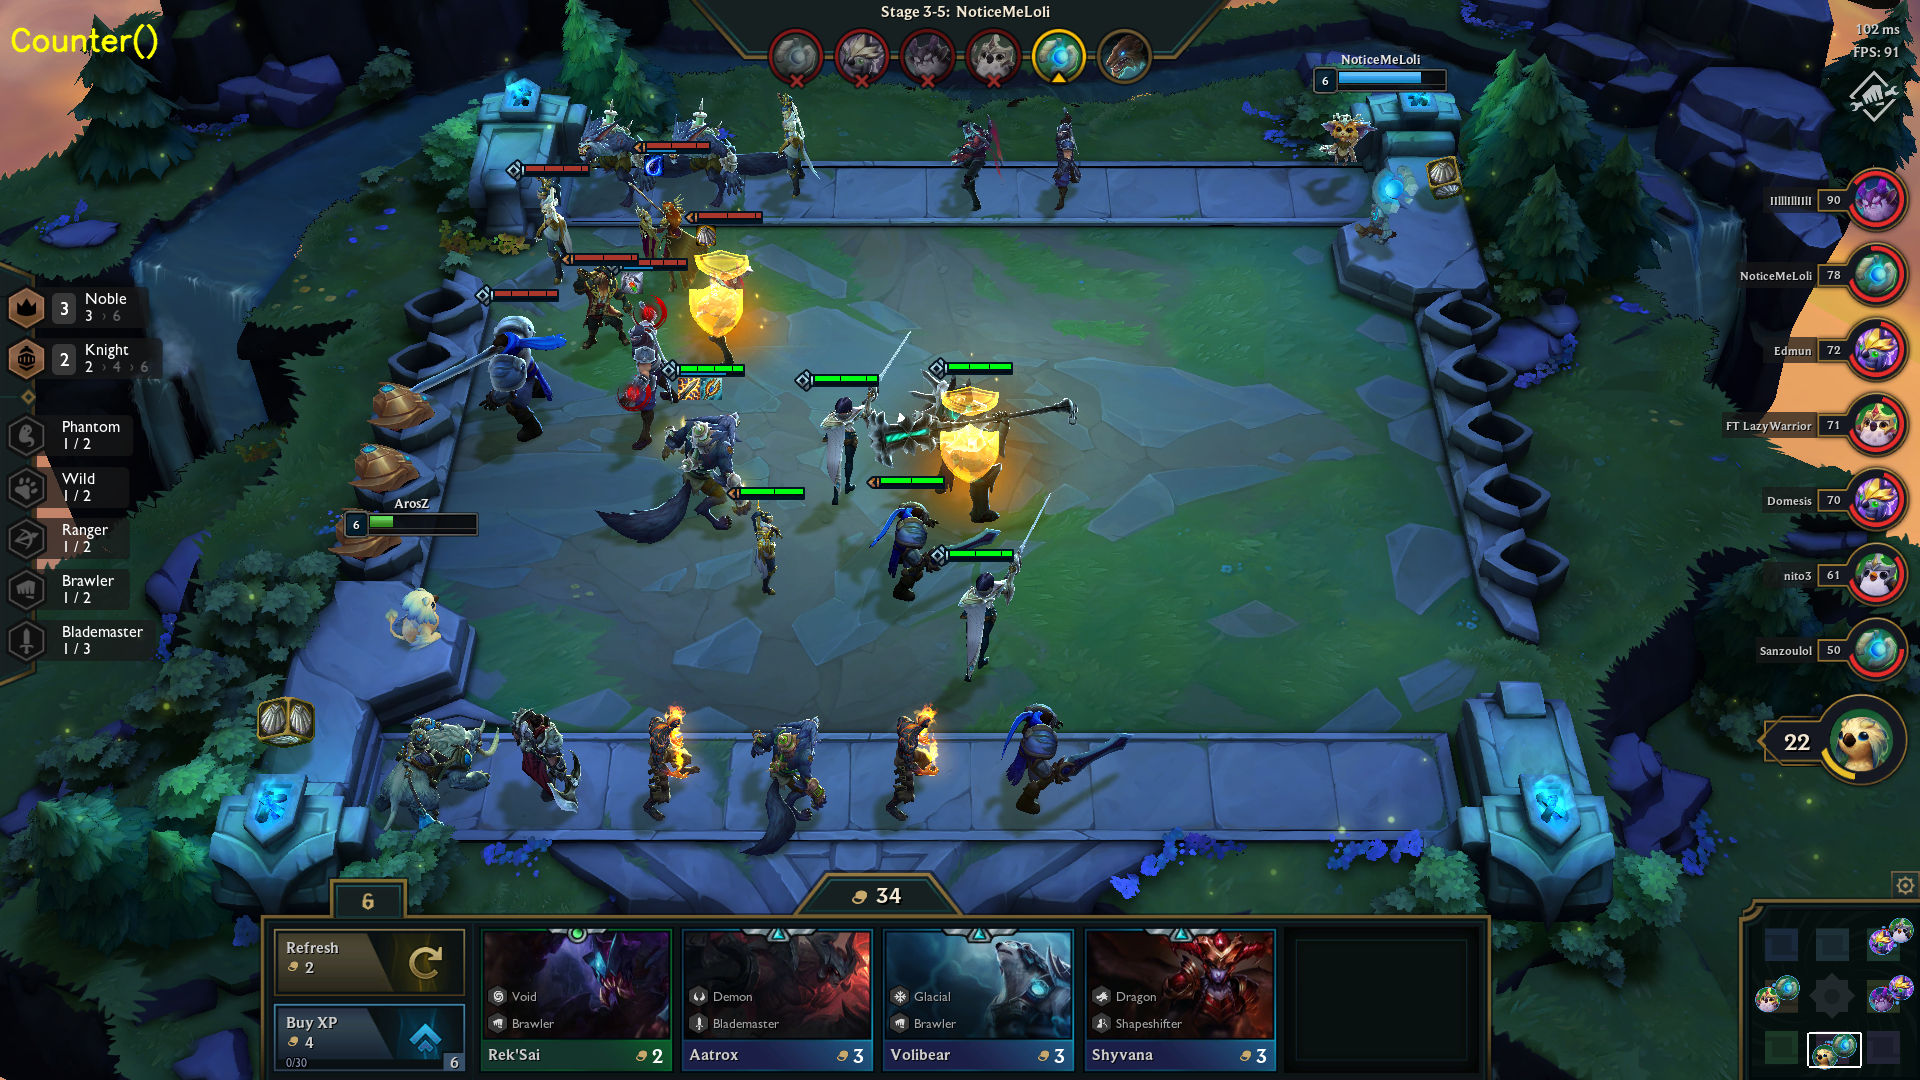 Stage 3-5: NoticeMeLoli
Counter()
102 ms
FPS: 91
NoticeMeLoli
6
90
NoticeMeLoli 78
Edmun 72
FT LazyWarrior 71
Domesis 70
nito3 61
Sanzoulol 50
22
3 Noble
3 › 6
2 Knight
2 › 4 › 6
Phantom
1 / 2
Wild
1 / 2
Ranger
1 / 2
Brawler
1 / 2
Blademaster
1 / 3
ArosZ
6
6
34
Refresh
2
Buy XP
4
0/30
6
Void
Brawler
Rek'Sai 2
Demon
Blademaster
Aatrox 3
Glacial
Brawler
Volibear 3
Dragon
Shapeshifter
Shyvana 3